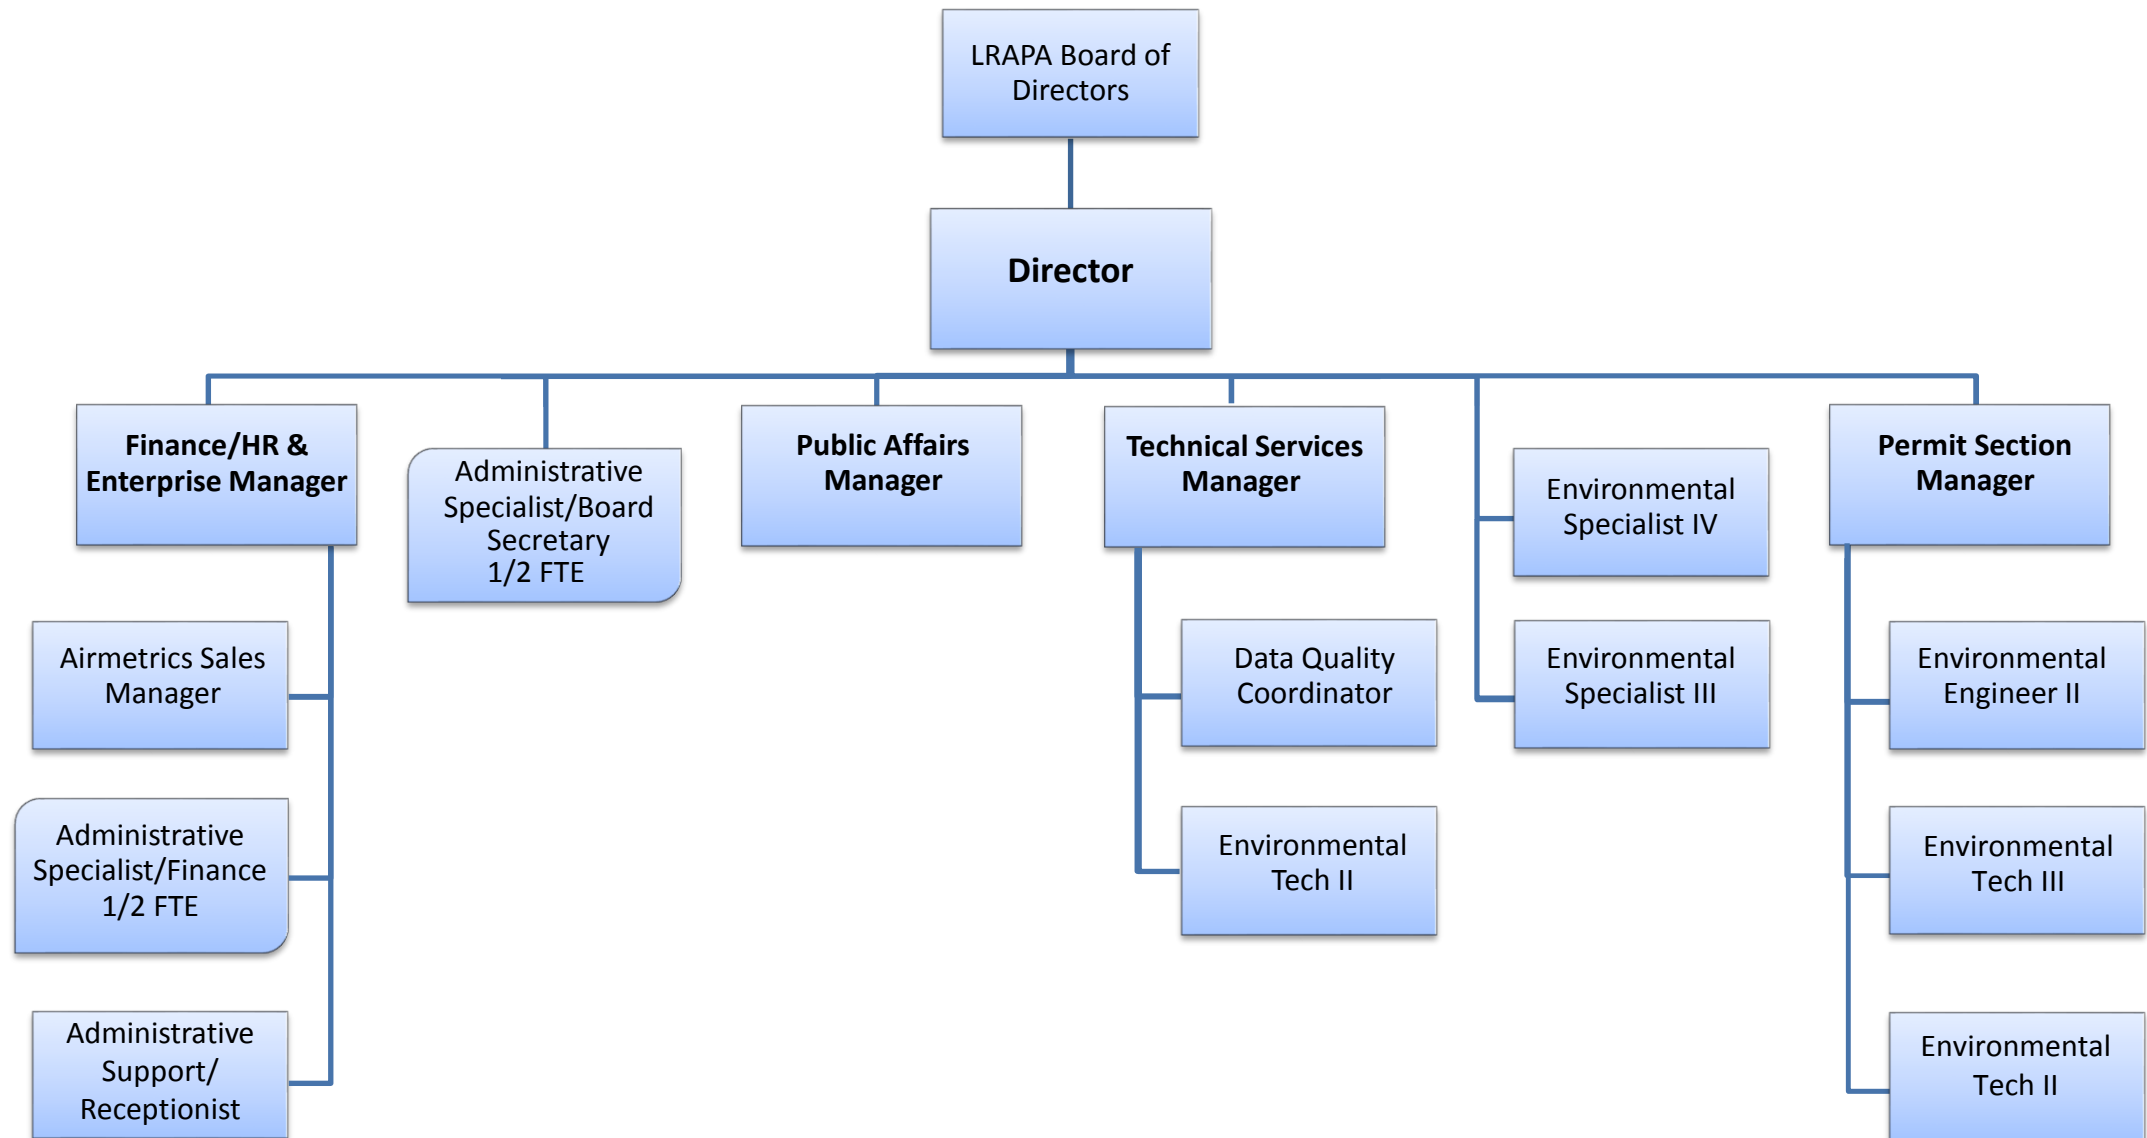 LRAPA Board of
Directors
Director
Finance/HR &
Enterprise Manager
Administrative
Specialist/Board
Secretary
1/2 FTE
Public Affairs
Manager
Technical Services
Manager
Environmental
Specialist IV
Permit Section
Manager
Airmetrics Sales
Manager
Data Quality
Coordinator
Environmental
Specialist III
Environmental
Engineer II
Administrative
Specialist/Finance
1/2 FTE
Environmental
Tech II
Environmental
Tech III
Administrative
Support/
Receptionist
Environmental
Tech II